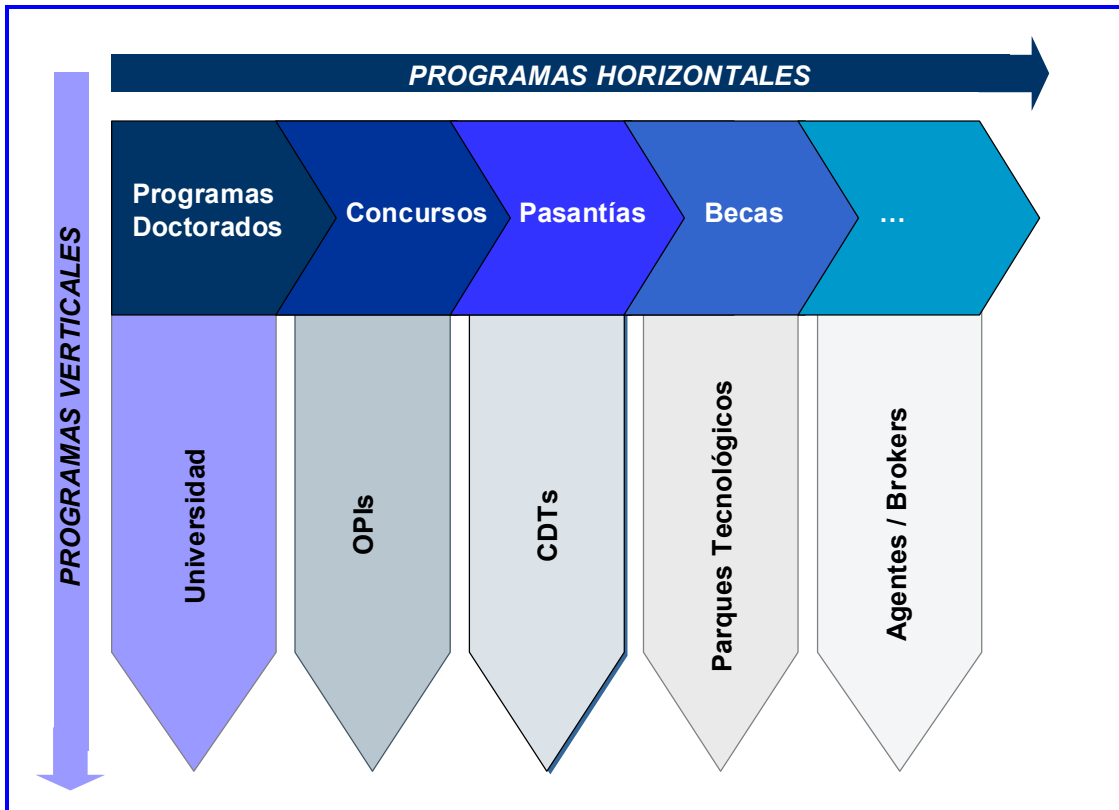 PROGRAMAS HORIZONTALES
PROGRAMAS VERTICALES
Programas
Doctorados
Concursos
Pasantías
Becas
...
Universidad
OPIs
CDTs
Parques Tecnológicos
Agentes / Brokers